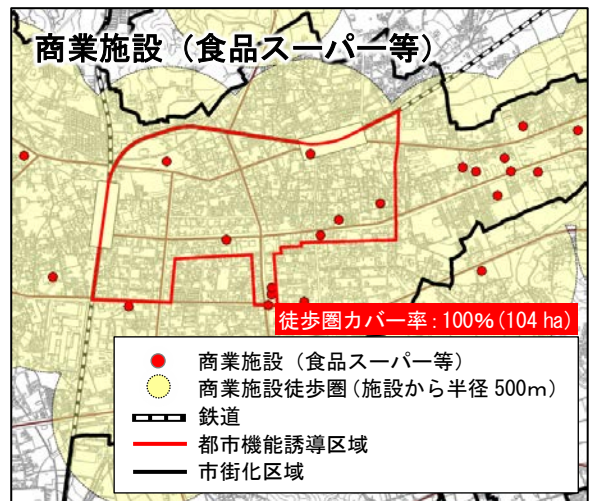 商業施設（食品スーパー等）
徒歩圏カバー率：100％（104 ha）
商業施設（食品スーパー等）
商業施設徒歩圏（施設から半径 500ｍ）
鉄道
都市機能誘導区域
市街化区域